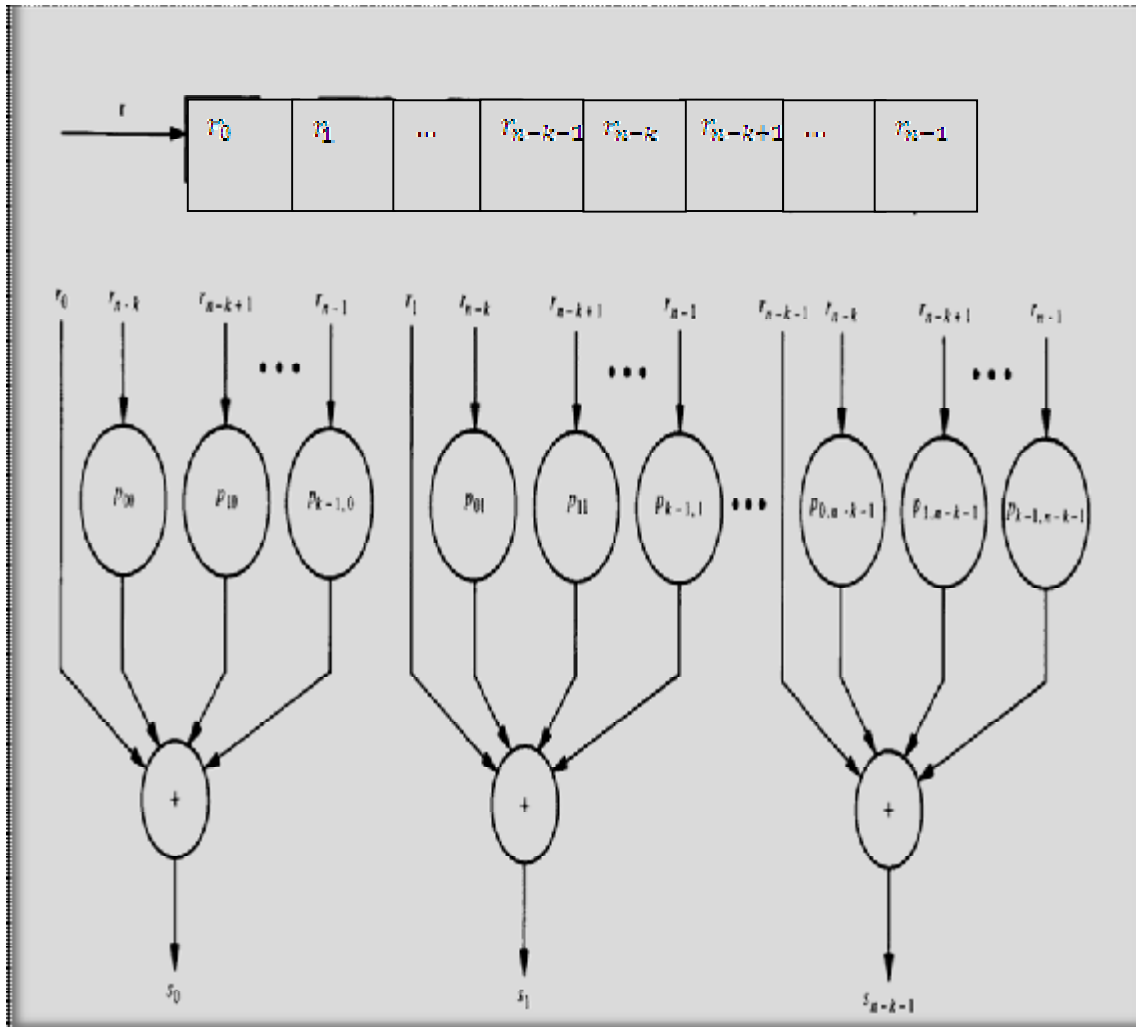 r
r₀ r₁ ... rₙ₋ₖ₋₁ rₙ₋ₖ rₙ₋ₖ₊₁ ... rₙ₋₁
r₀ rₙ₋ₖ rₙ₋ₖ₊₁ rₙ₋₁ r₁ rₙ₋ₖ rₙ₋ₖ₊₁ rₙ₋₁ rₙ₋ₖ₋₁ rₙ₋ₖ rₙ₋ₖ₊₁ rₙ₋₁
••• ••• •••
p₀₀ p₁₀ pₖ₋₁,₀ p₀₁ p₁₁ pₖ₋₁,₁ ••• p₀,ₙ₋ₖ₋₁ p₁,ₙ₋ₖ₋₁ pₖ₋₁,ₙ₋ₖ₋₁
+ + +
s₀ s₁ sₙ₋ₖ₋₁